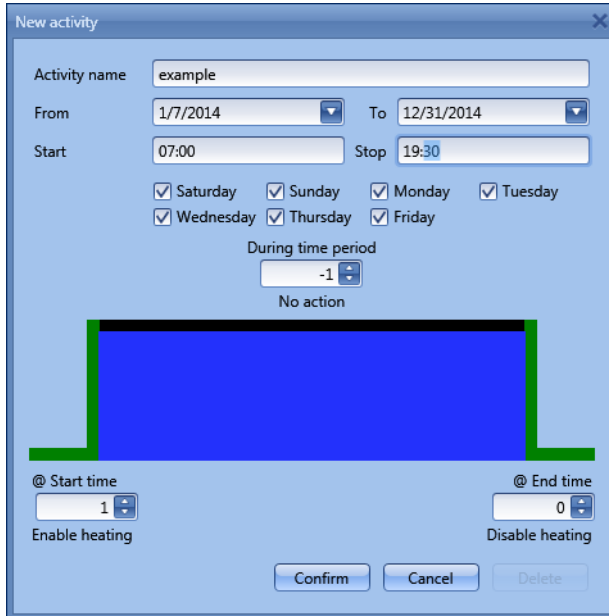 New activity
Activity name example
From 1/7/2014 To 12/31/2014
Start 07:00 Stop 19:30
Saturday Sunday Monday Tuesday
Wednesday Thursday Friday
During time period
-1
No action
@ Start time @ End time
1 0
Enable heating Disable heating
Confirm Cancel Delete